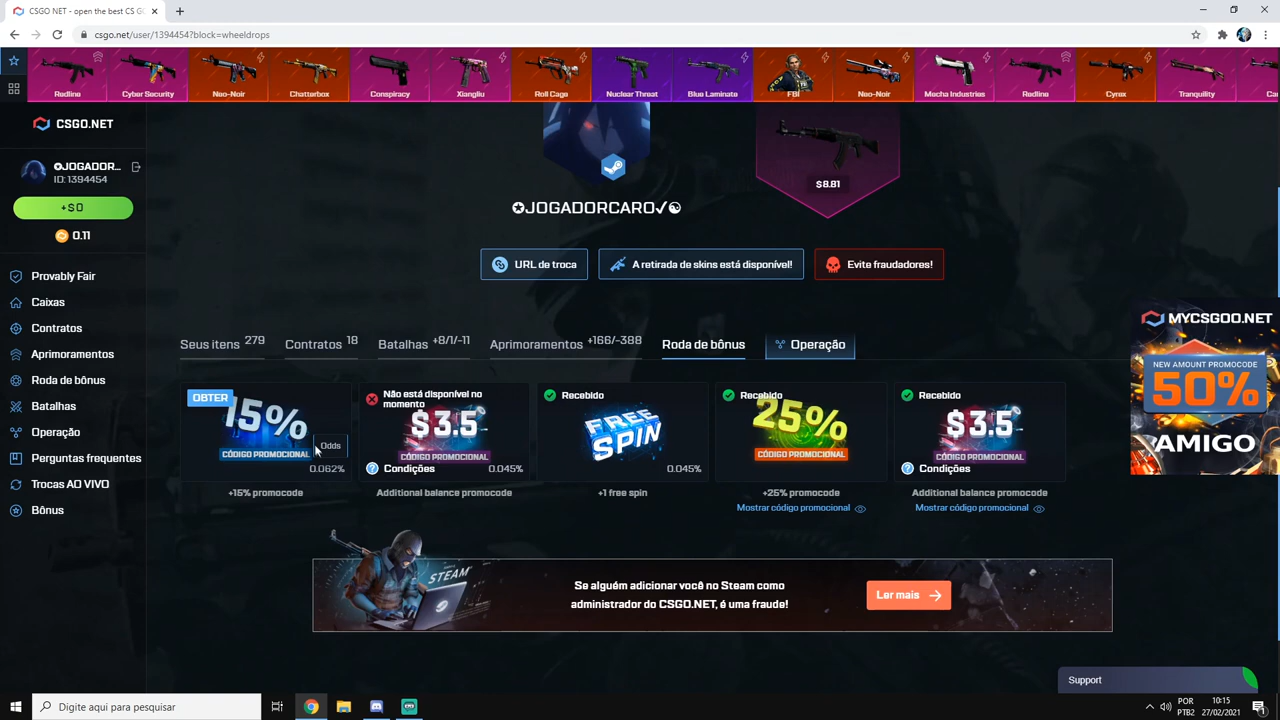 CSGO NET - open the best CS GC
csgo.net/user/1394454?block=wheeldrops
Redline
Cyber Security
Neo-Noir
Chatterbox
Conspiracy
Xiangliu
Roll Cage
Nuclear Threat
Blue Laminate
FBI
Neo-Noir
Mecha Industries
Redline
Cyrex
Tranquility
Ca
CSGO.NET
✪JOGADOR...
ID: 1394454
+$0
0.11
Provably Fair
Caixas
Contratos
Aprimoramentos
Roda de bônus
Batalhas
Operação
Perguntas frequentes
Trocas AO VIVO
Bônus
$8.81
✪JOGADORCARO✓☯
URL de troca
A retirada de skins está disponível!
Evite fraudadores!
Seus itens 279
Contratos 18
Batalhas +8/1/-11
Aprimoramentos +166/-388
Roda de bônus
Operação
OBTER
15%
CÓDIGO PROMOCIONAL
Odds
0.062%
+15% promocode
Não está disponível no
momento
$3.5
CÓDIGO PROMOCIONAL
Condições
0.045%
Additional balance promocode
Recebido
FREE
SPIN
0.045%
+1 free spin
Recebido
25%
CÓDIGO PROMOCIONAL
+25% promocode
Mostrar código promocional
Recebido
$3.5
CÓDIGO PROMOCIONAL
Condições
Additional balance promocode
Mostrar código promocional
MYCSGOO.NET
NEW AMOUNT PROMOCODE
50%
AMIGO
STEAM
Se alguém adicionar você no Steam como
administrador do CSGO.NET, é uma fraude!
Ler mais
Support
Digite aqui para pesquisar
POR
PTB2
10:15
27/02/2021
1